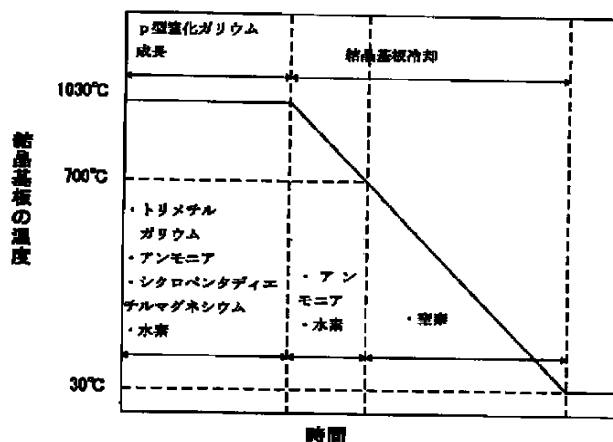 p型窒化ガリウム
成長
結晶基板冷却
1030℃
700℃
30℃
結晶基板の温度
・トリメチル
ガリウム
・アンモニア
・シクロペンタディエ
チルマグネシウム
・水素
・アン
モニア
・水素
・窒素
時間